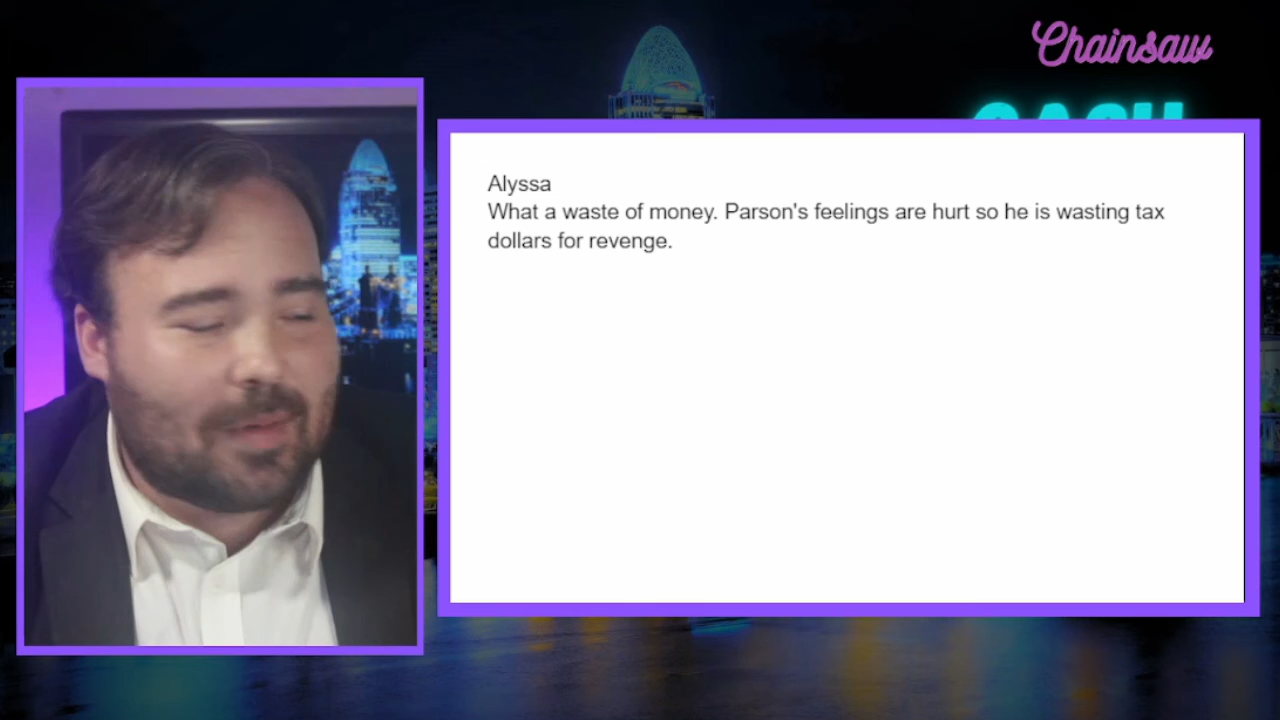 Chainsaw
Alyssa
What a waste of money. Parson's feelings are hurt so he is wasting tax
dollars for revenge.